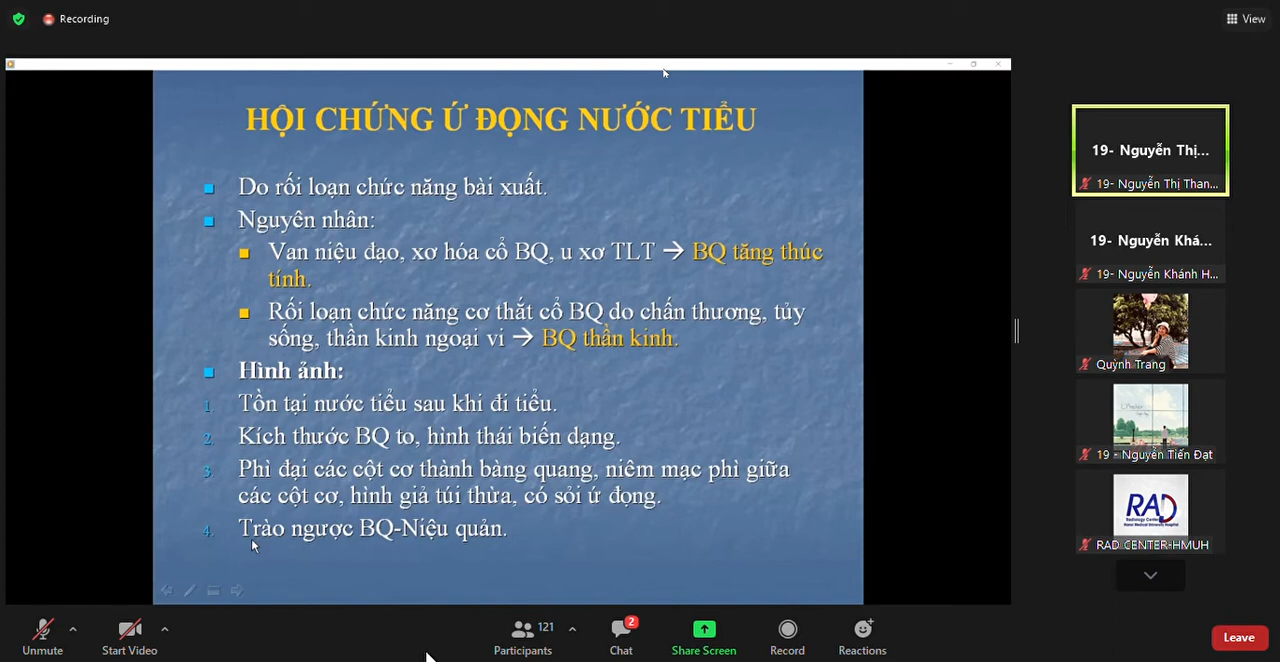 Recording
View
HỘI CHỨNG Ứ ĐỌNG NƯỚC TIỂU
Do rối loạn chức năng bài xuất.
Nguyên nhân:
Van niệu đạo, xơ hóa cổ BQ, u xơ TLT → BQ tăng thúc
tính.
Rối loạn chức năng cơ thắt cổ BQ do chấn thương, tủy
sống, thần kinh ngoại vi → BQ thần kinh.
Hình ảnh:
1. Tồn tại nước tiểu sau khi đi tiểu.
2. Kích thước BQ to, hình thái biến dạng.
3. Phì đại các cột cơ thành bàng quang, niêm mạc phì giữa
các cột cơ, hình giả túi thừa, có sỏi ứ đọng.
4. Trào ngược BQ-Niệu quản.
19- Nguyễn Thị...
19- Nguyễn Thị Than...
19- Nguyễn Khá...
19- Nguyễn Khánh H...
Quỳnh Trang
19 - Nguyễn Tiến Đạt
RAD
Radiology Center
Hanoi Medical University Hospital
RAD CENTER-HMUH
Unmute
Start Video
121
Participants
2
Chat
Share Screen
Record
Reactions
Leave